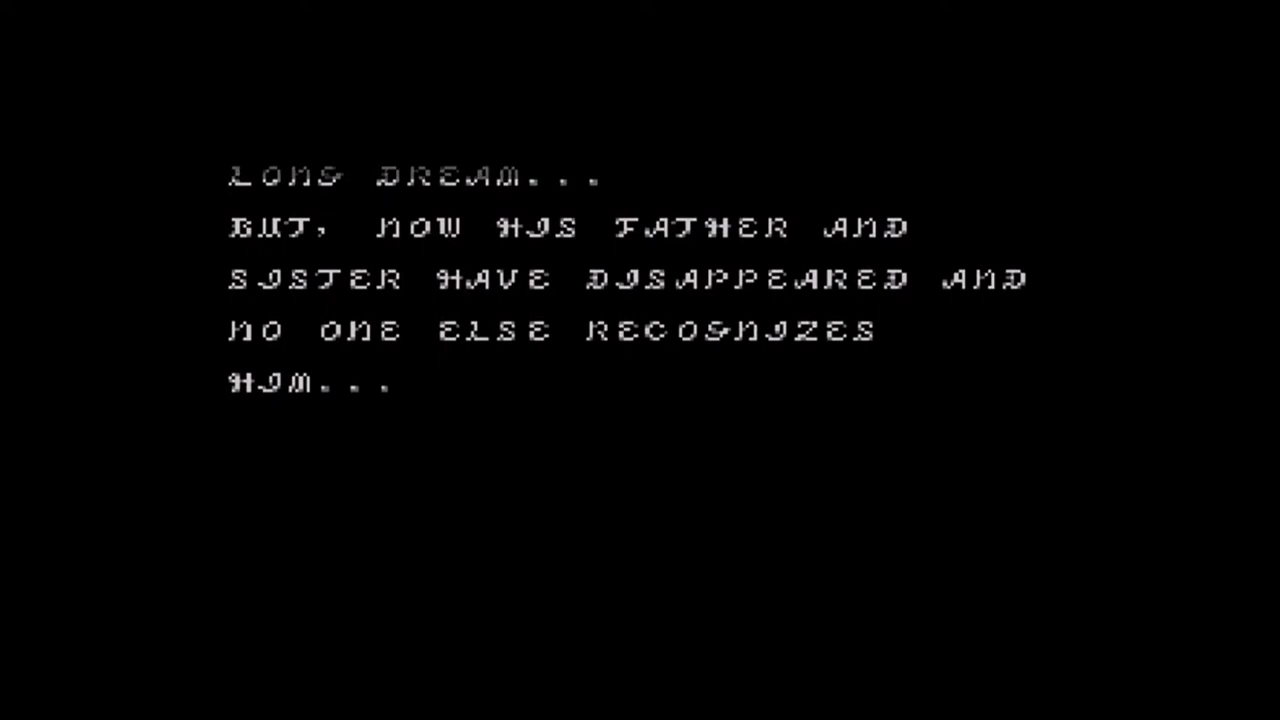 LONG DREAM...
BUT, NOW HIS FATHER AND
SISTER HAVE DISAPPEARED AND
NO ONE ELSE RECOGNIZES
HIM...